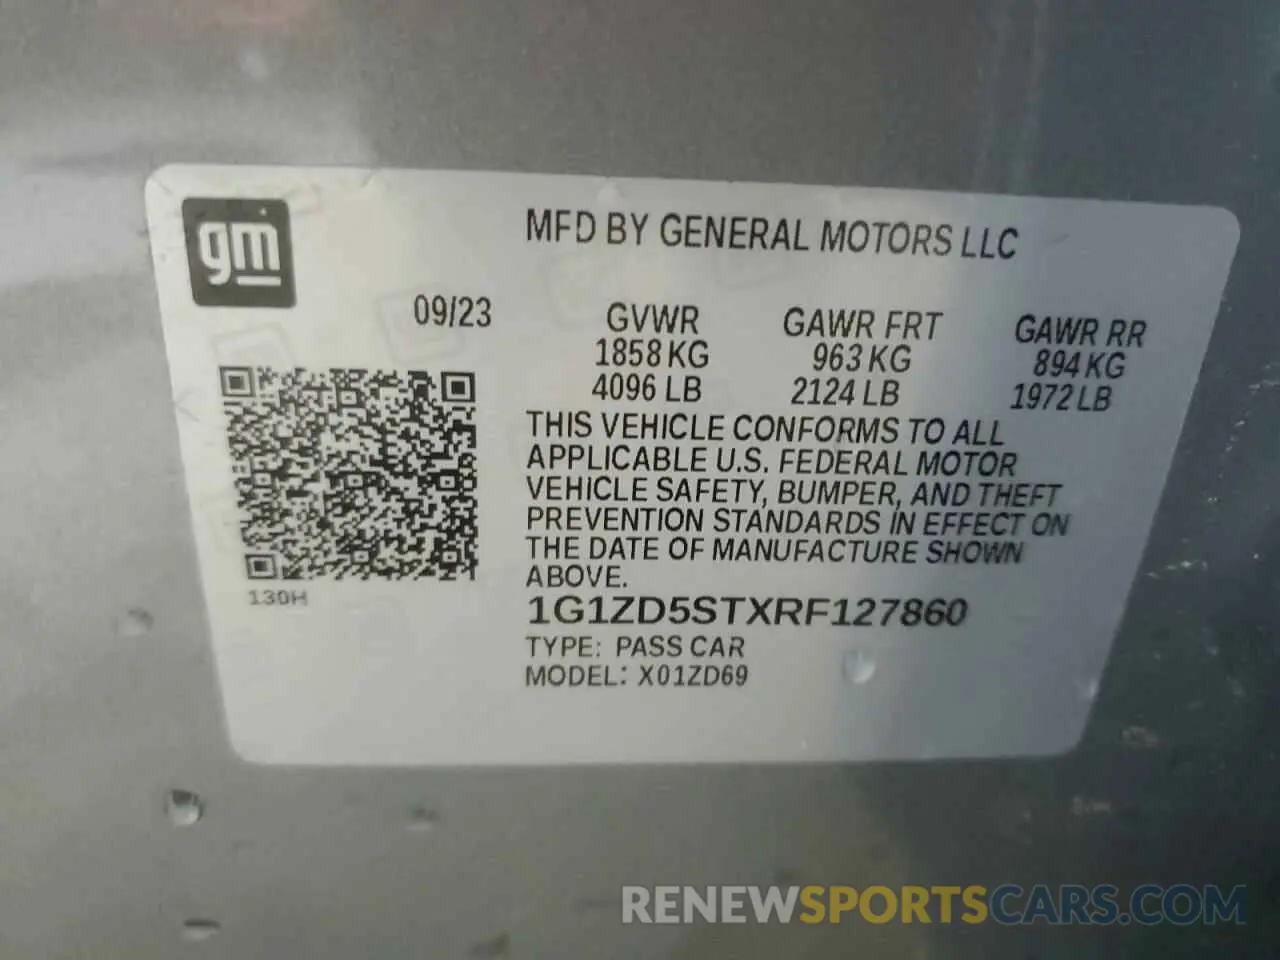 gm
MFD BY GENERAL MOTORS LLC
09/23 GVWR GAWR FRT GAWR RR
1858 KG 963 KG 894 KG
4096 LB 2124 LB 1972 LB
THIS VEHICLE CONFORMS TO ALL
APPLICABLE U.S. FEDERAL MOTOR
VEHICLE SAFETY, BUMPER, AND THEFT
PREVENTION STANDARDS IN EFFECT ON
THE DATE OF MANUFACTURE SHOWN
ABOVE.
130H
1G1ZD5STXRF127860
TYPE: PASS CAR
MODEL: X01ZD69
RENEWSPORTSCARS.COM